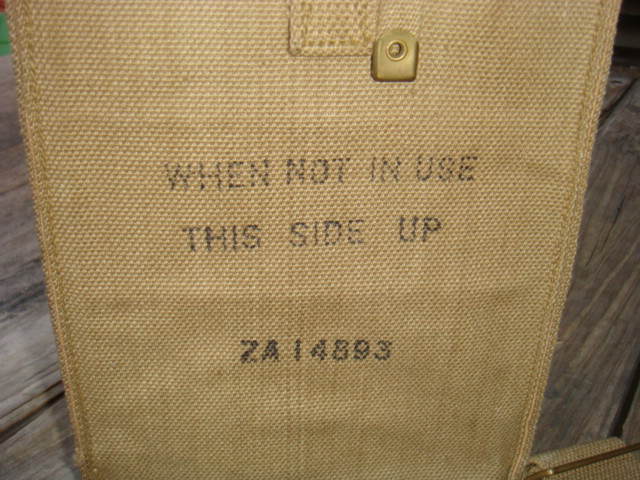 WHEN NOT IN USE
THIS SIDE UP
ZA 14893